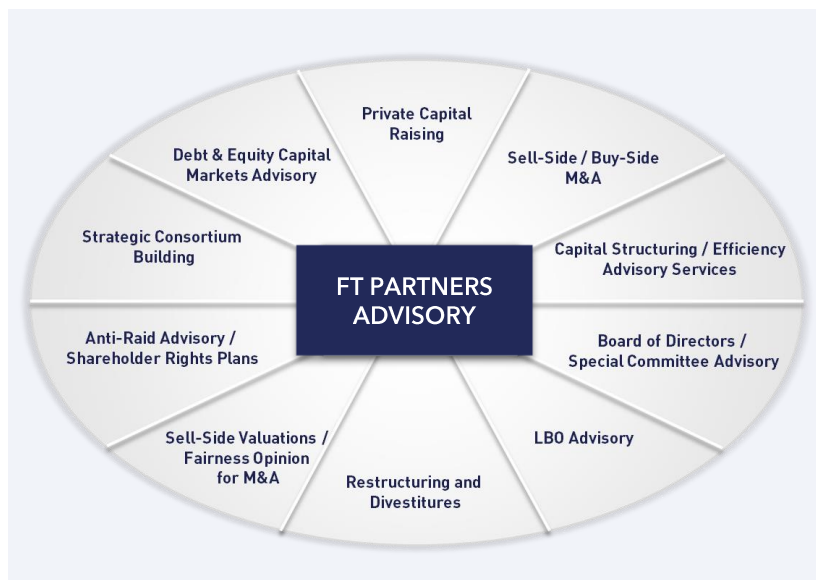 Private Capital
Raising
Debt & Equity Capital
Markets Advisory
Sell-Side / Buy-Side
M&A
Strategic Consortium
Building
Capital Structuring / Efficiency
Advisory Services
FT PARTNERS
ADVISORY
Anti-Raid Advisory /
Shareholder Rights Plans
Board of Directors /
Special Committee Advisory
Sell-Side Valuations /
Fairness Opinion
for M&A
LBO Advisory
Restructuring and
Divestitures